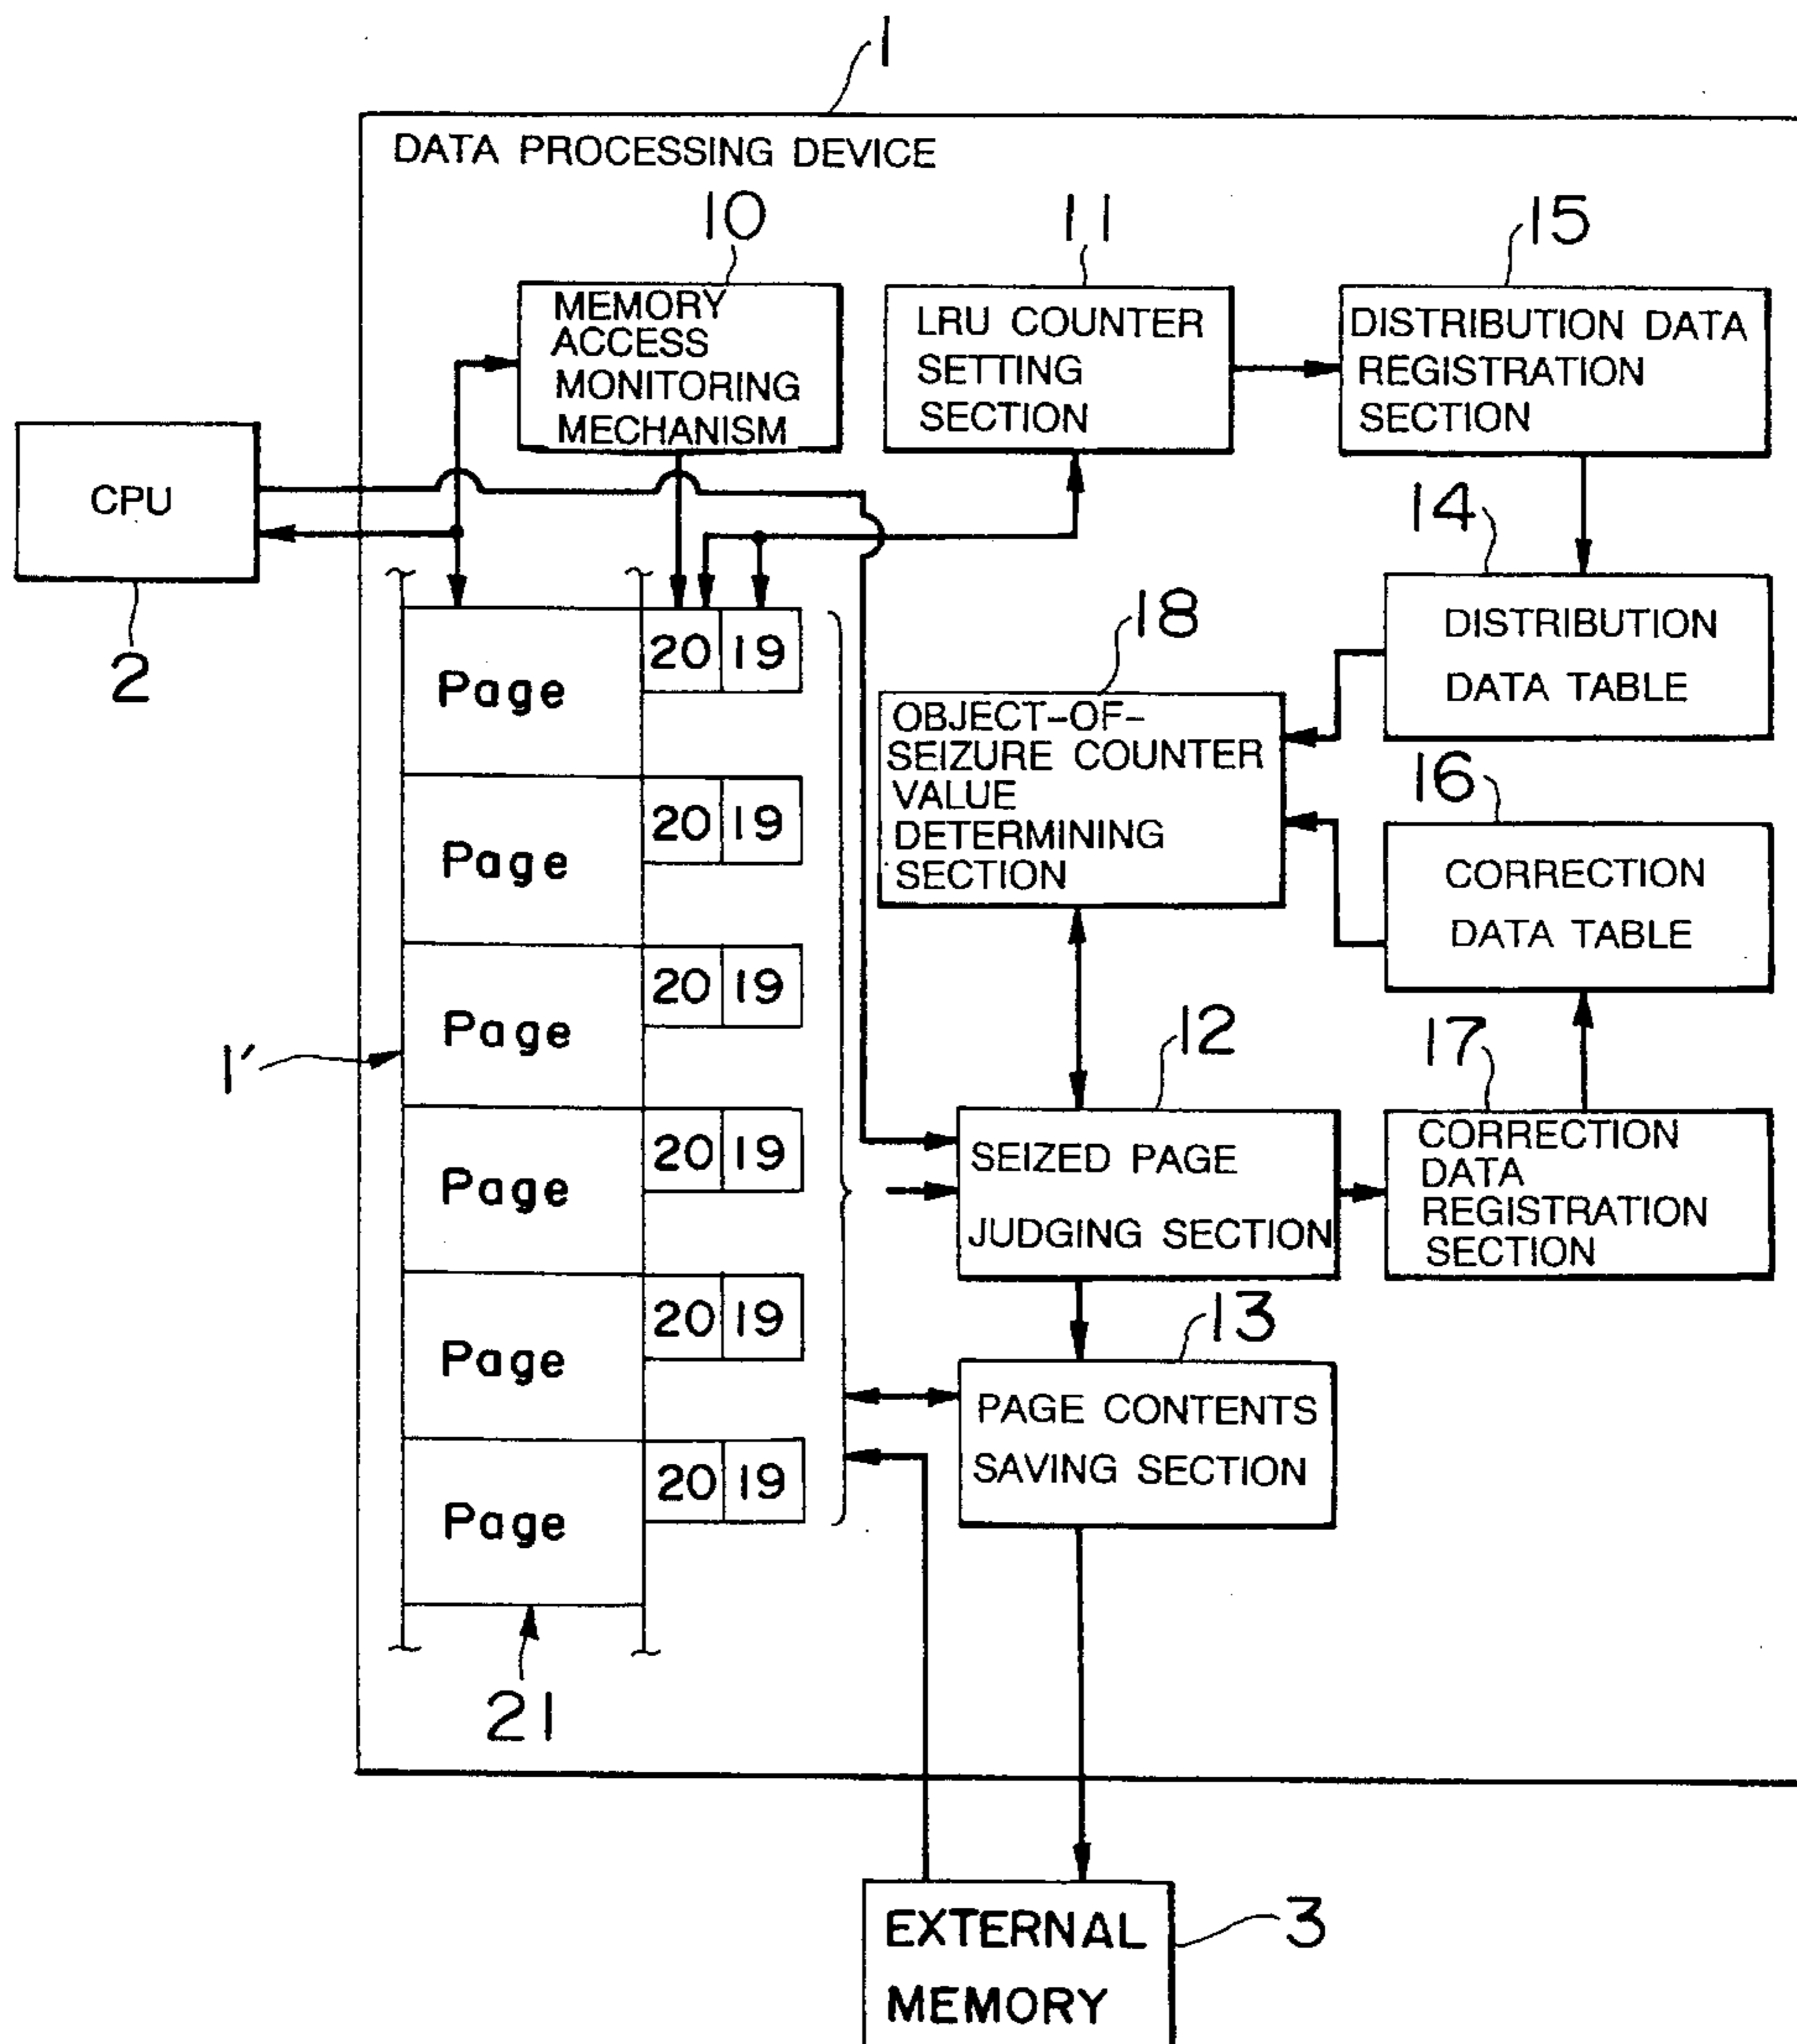 1
DATA PROCESSING DEVICE
10
11
15
MEMORY
ACCESS
MONITORING
MECHANISM
LRU COUNTER
SETTING
SECTION
DISTRIBUTION DATA
REGISTRATION
SECTION
CPU
2
14
DISTRIBUTION
DATA TABLE
18
OBJECT-OF-
SEIZURE COUNTER
VALUE
DETERMINING
SECTION
16
CORRECTION
DATA TABLE
Page
20 19
Page
20 19
Page
20 19
Page
20 19
Page
20 19
Page
20 19
1'
21
12
SEIZED PAGE
JUDGING SECTION
17
CORRECTION
DATA
REGISTRATION
SECTION
13
PAGE CONTENTS
SAVING SECTION
EXTERNAL
MEMORY
3